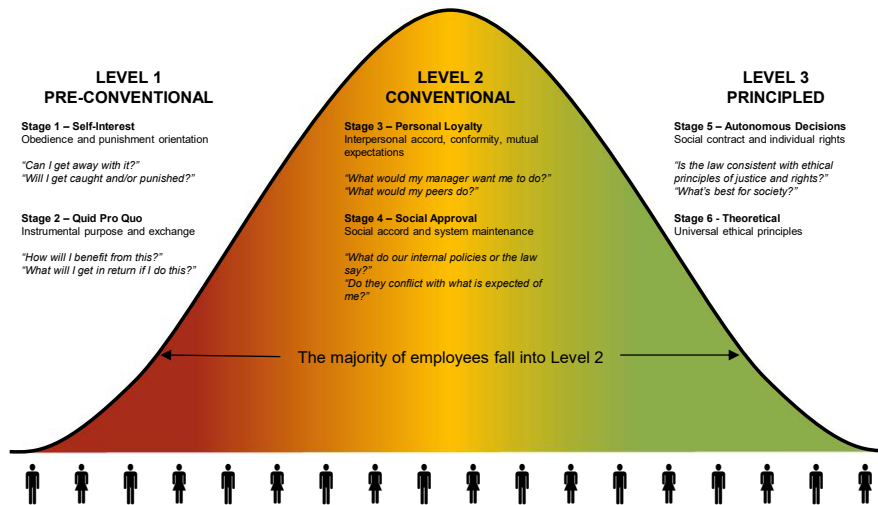 LEVEL 1
PRE-CONVENTIONAL
Stage 1 – Self-Interest
Obedience and punishment orientation
“Can I get away with it?”
“Will I get caught and/or punished?”
Stage 2 – Quid Pro Quo
Instrumental purpose and exchange
“How will I benefit from this?”
“What will I get in return if I do this?”
LEVEL 2
CONVENTIONAL
Stage 3 – Personal Loyalty
Interpersonal accord, conformity, mutual
expectations
“What would my manager want me to do?”
“What would my peers do?”
Stage 4 – Social Approval
Social accord and system maintenance
“What do our internal policies or the law
say?”
“Do they conflict with what is expected of
me?”
LEVEL 3
PRINCIPLED
Stage 5 – Autonomous Decisions
Social contract and individual rights
“Is the law consistent with ethical
principles of justice and rights?”
“What’s best for society?”
Stage 6 - Theoretical
Universal ethical principles
The majority of employees fall into Level 2